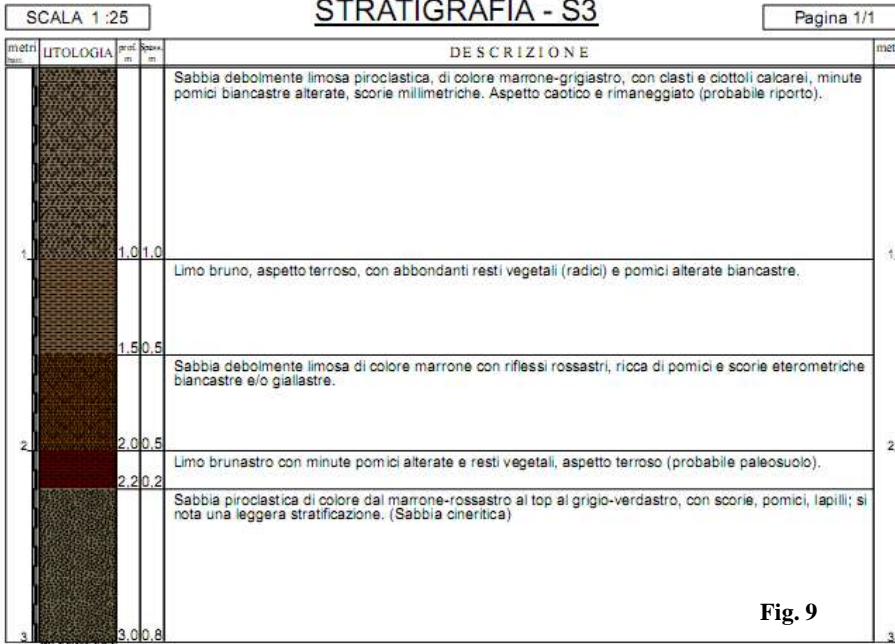 SCALA 1:25
STRATIGRAFIA - S3
Pagina 1/1
metri LITOLOGIA prof. m Spess. m DESCRIZIONE met
Sabbia debolmente limosa piroclastica, di colore marrone-grigiastro, con clasti e ciottoli calcarei, minute
pomici biancastre alterate, scorie millimetriche. Aspetto caotico e rimaneggiato (probabile riporto).
1 1,0 1.0 1
Limo bruno, aspetto terroso, con abbondanti resti vegetali (radici) e pomici alterate biancastre.
1.5 0.5
Sabbia debolmente limosa di colore marrone con riflessi rossastri, ricca di pomici e scorie eterometriche
biancastre e/o giallastre.
2 2,0 0.5 2
Limo brunastro con minute pomici alterate e resti vegetali, aspetto terroso (probabile paleosuolo).
2,2 0.2
Sabbia piroclastica di colore dal marrone-rossastro al top al grigio-verdastro, con scorie, pomici, lapilli; si
nota una leggera stratificazione. (Sabbia cineritica)
Fig. 9
3 3,0 0.8 3